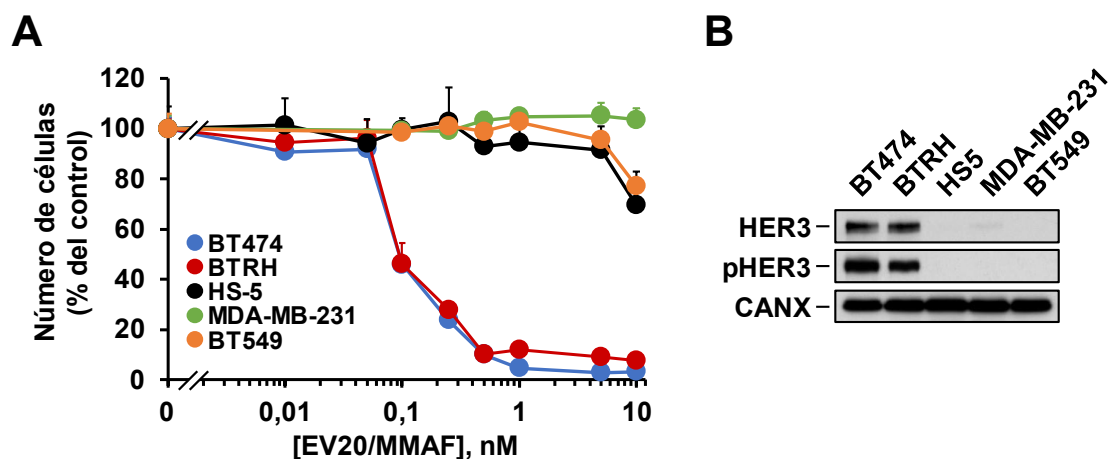 A
Número de células
(% del control)
120
100
80
60
40
20
0
BT474
BTRH
HS-5
MDA-MB-231
BT549
0
0,01
0,1
1
10
[EV20/MMAF], nM
B
BT474
BTRH
HS5
MDA-MB-231
BT549
HER3
pHER3
CANX